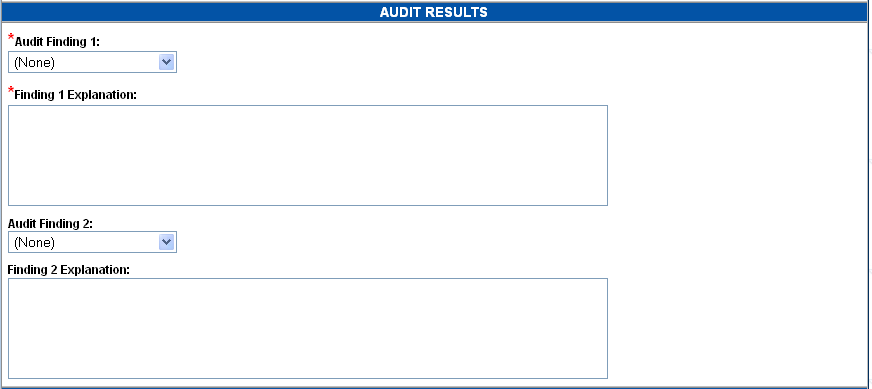 AUDIT RESULTS
*Audit Finding 1:
(None)
*Finding 1 Explanation:
Audit Finding 2:
(None)
Finding 2 Explanation: